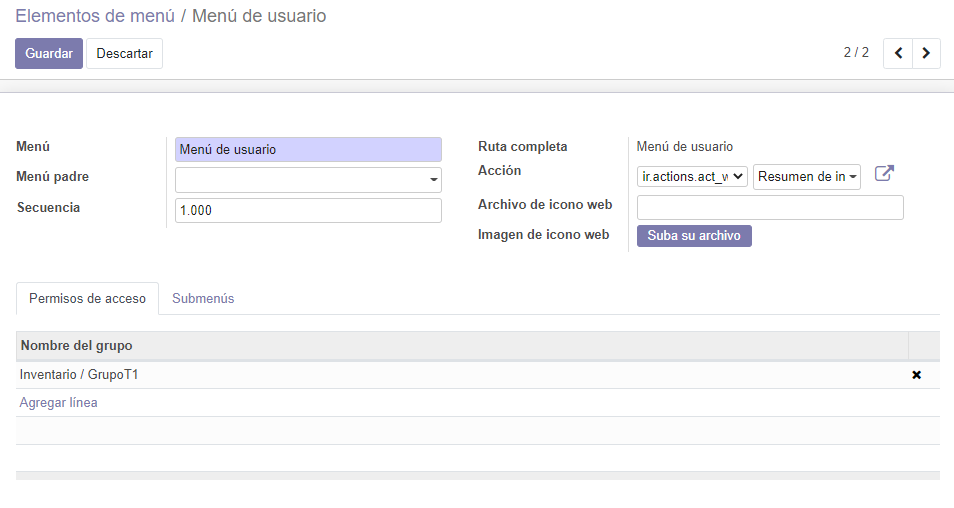 Elementos de menú / Menú de usuario
Guardar Descartar 2 / 2
Menú Menú de usuario Ruta completa Menú de usuario
Menú padre Acción ir.actions.act_w Resumen de in
Secuencia 1.000 Archivo de icono web
Imagen de icono web Suba su archivo
Permisos de acceso Submenús
Nombre del grupo
Inventario / GrupoT1
Agregar línea